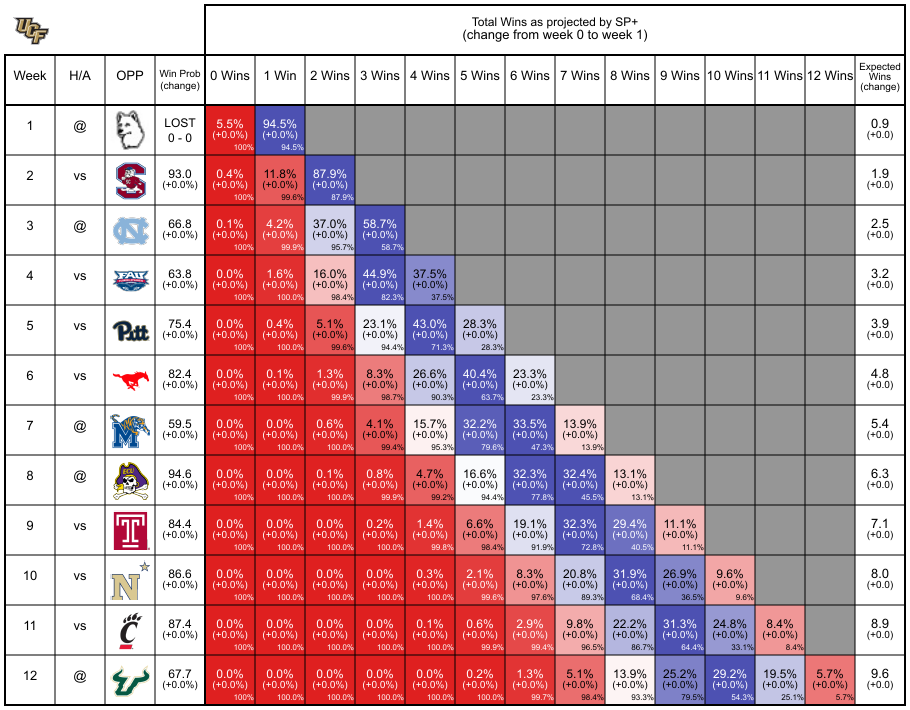 UCF
Total Wins as projected by SP+
(change from week 0 to week 1)
Week H/A OPP Win Prob (change) 0 Wins 1 Win 2 Wins 3 Wins 4 Wins 5 Wins 6 Wins 7 Wins 8 Wins 9 Wins 10 Wins 11 Wins 12 Wins Expected Wins (change)
1 @ LOST 5.5% 94.5% 0.9
0 - 0 (+0.0%) (+0.0%) (+0.0)
100% 94.5%
2 vs S 93.0 0.4% 11.8% 87.9% 1.9
(+0.0%) (+0.0%) (+0.0%) (+0.0%) (+0.0)
100% 99.6% 87.9%
3 @ NC 66.8 0.1% 4.2% 37.0% 58.7% 2.5
(+0.0%) (+0.0%) (+0.0%) (+0.0%) (+0.0%) (+0.0)
100% 99.9% 95.7% 58.7%
4 vs FAU 63.8 0.0% 1.6% 16.0% 44.9% 37.5% 3.2
(+0.0%) (+0.0%) (+0.0%) (+0.0%) (+0.0%) (+0.0%) (+0.0)
100% 100.0% 98.4% 82.3% 37.5%
5 vs Pitt 75.4 0.0% 0.4% 5.1% 23.1% 43.0% 28.3% 3.9
(+0.0%) (+0.0%) (+0.0%) (+0.0%) (+0.0%) (+0.0%) (+0.0%) (+0.0)
100% 100.0% 99.6% 94.4% 71.3% 28.3%
6 vs 82.4 0.0% 0.1% 1.3% 8.3% 26.6% 40.4% 23.3% 4.8
(+0.0%) (+0.0%) (+0.0%) (+0.0%) (+0.0%) (+0.0%) (+0.0%) (+0.0%) (+0.0)
100% 100.0% 99.9% 98.7% 90.3% 63.7% 23.3%
7 @ M 59.5 0.0% 0.0% 0.6% 4.1% 15.7% 32.2% 33.5% 13.9% 5.4
(+0.0%) (+0.0%) (+0.0%) (+0.0%) (+0.0%) (+0.0%) (+0.0%) (+0.0%) (+0.0%) (+0.0)
100% 100.0% 100.0% 99.4% 95.3% 79.6% 47.3% 13.9%
8 @ ECU 94.6 0.0% 0.0% 0.1% 0.8% 4.7% 16.6% 32.3% 32.4% 13.1% 6.3
(+0.0%) (+0.0%) (+0.0%) (+0.0%) (+0.0%) (+0.0%) (+0.0%) (+0.0%) (+0.0%) (+0.0%) (+0.0)
100% 100.0% 100.0% 99.9% 99.2% 94.4% 77.8% 45.5% 13.1%
9 vs T 84.4 0.0% 0.0% 0.0% 0.2% 1.4% 6.6% 19.1% 32.3% 29.4% 11.1% 7.1
(+0.0%) (+0.0%) (+0.0%) (+0.0%) (+0.0%) (+0.0%) (+0.0%) (+0.0%) (+0.0%) (+0.0%) (+0.0%) (+0.0)
100% 100.0% 100.0% 100.0% 99.8% 98.4% 91.9% 72.8% 40.5% 11.1%
10 vs N 86.6 0.0% 0.0% 0.0% 0.0% 0.3% 2.1% 8.3% 20.8% 31.9% 26.9% 9.6% 8.0
(+0.0%) (+0.0%) (+0.0%) (+0.0%) (+0.0%) (+0.0%) (+0.0%) (+0.0%) (+0.0%) (+0.0%) (+0.0%) (+0.0%) (+0.0)
100% 100.0% 100.0% 100.0% 100.0% 99.6% 97.6% 89.3% 68.4% 36.5% 9.6%
11 vs C 87.4 0.0% 0.0% 0.0% 0.0% 0.1% 0.6% 2.9% 9.8% 22.2% 31.3% 24.8% 8.4% 8.9
(+0.0%) (+0.0%) (+0.0%) (+0.0%) (+0.0%) (+0.0%) (+0.0%) (+0.0%) (+0.0%) (+0.0%) (+0.0%) (+0.0%) (+0.0%) (+0.0)
100% 100.0% 100.0% 100.0% 100.0% 99.9% 99.4% 96.5% 86.7% 64.4% 33.1% 8.4%
12 @ 67.7 0.0% 0.0% 0.0% 0.0% 0.0% 0.2% 1.3% 5.1% 13.9% 25.2% 29.2% 19.5% 5.7% 9.6
(+0.0%) (+0.0%) (+0.0%) (+0.0%) (+0.0%) (+0.0%) (+0.0%) (+0.0%) (+0.0%) (+0.0%) (+0.0%) (+0.0%) (+0.0%) (+0.0%) (+0.0)
100% 100.0% 100.0% 100.0% 100.0% 100.0% 99.7% 98.4% 93.3% 79.5% 54.3% 25.1% 5.7%